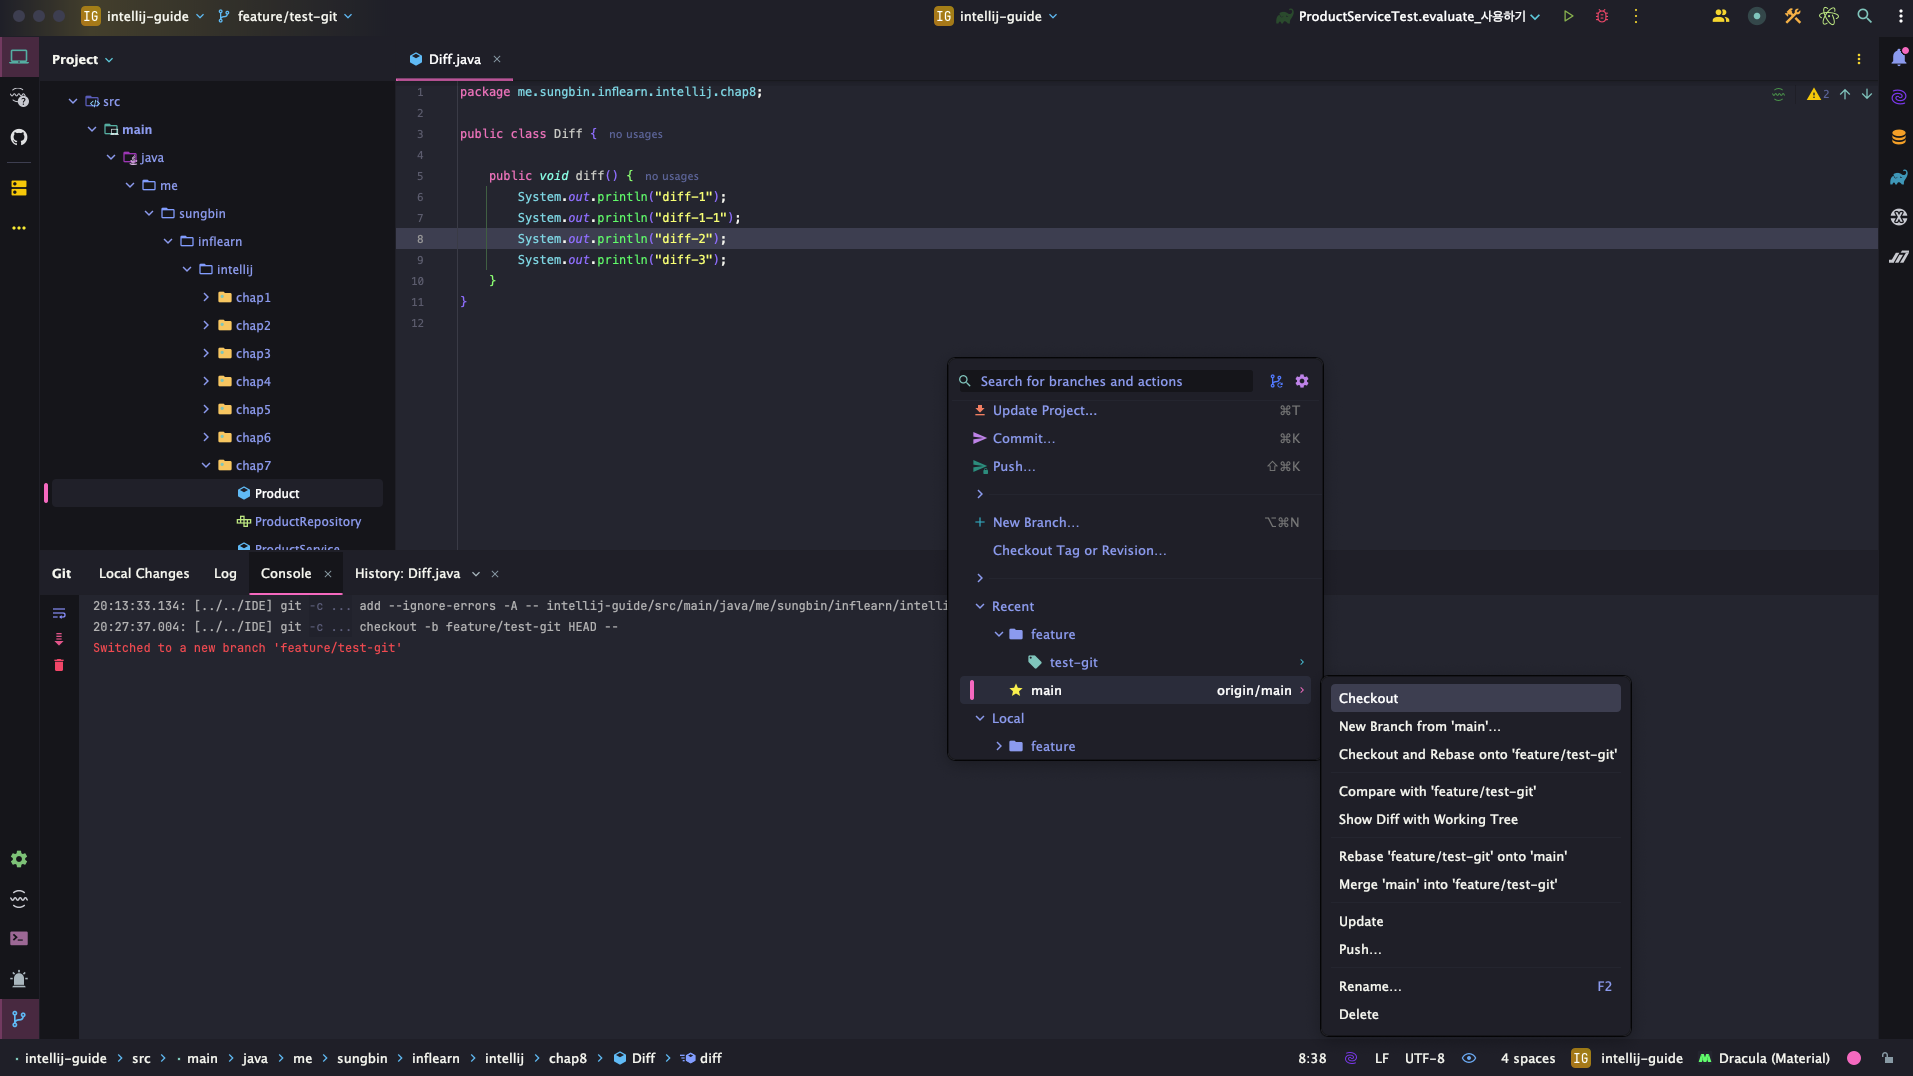 IG intellij-guide feature/test-git
IG intellij-guide
ProductServiceTest.evaluate_사용하기
Project
src
main
java
me
sungbin
inflearn
intellij
chap1
chap2
chap3
chap4
chap5
chap6
chap7
Product
ProductRepository
ProductService
Diff.java
2
1 package me.sungbin.inflearn.intellij.chap8;
2
3 public class Diff { no usages
4
5 public void diff() { no usages
6 System.out.println("diff-1");
7 System.out.println("diff-1-1");
8 System.out.println("diff-2");
9 System.out.println("diff-3");
10 }
11 }
12
Search for branches and actions
Update Project... ⌘T
Commit... ⌘K
Push... ⇧⌘K
New Branch... ⌥⌘N
Checkout Tag or Revision...
Recent
feature
test-git
main origin/main
Local
feature
Checkout
New Branch from 'main'...
Checkout and Rebase onto 'feature/test-git'
Compare with 'feature/test-git'
Show Diff with Working Tree
Rebase 'feature/test-git' onto 'main'
Merge 'main' into 'feature/test-git'
Update
Push...
Rename... F2
Delete
Git Local Changes Log Console History: Diff.java
20:13:33.134: [../../IDE] git -c ... add --ignore-errors -A -- intellij-guide/src/main/java/me/sungbin/inflearn/intelli
20:27:37.004: [../../IDE] git -c ... checkout -b feature/test-git HEAD --
Switched to a new branch 'feature/test-git'
intellij-guide > src > main > java > me > sungbin > inflearn > intellij > chap8 > Diff > diff
8:38 LF UTF-8 4 spaces IG intellij-guide Dracula (Material)